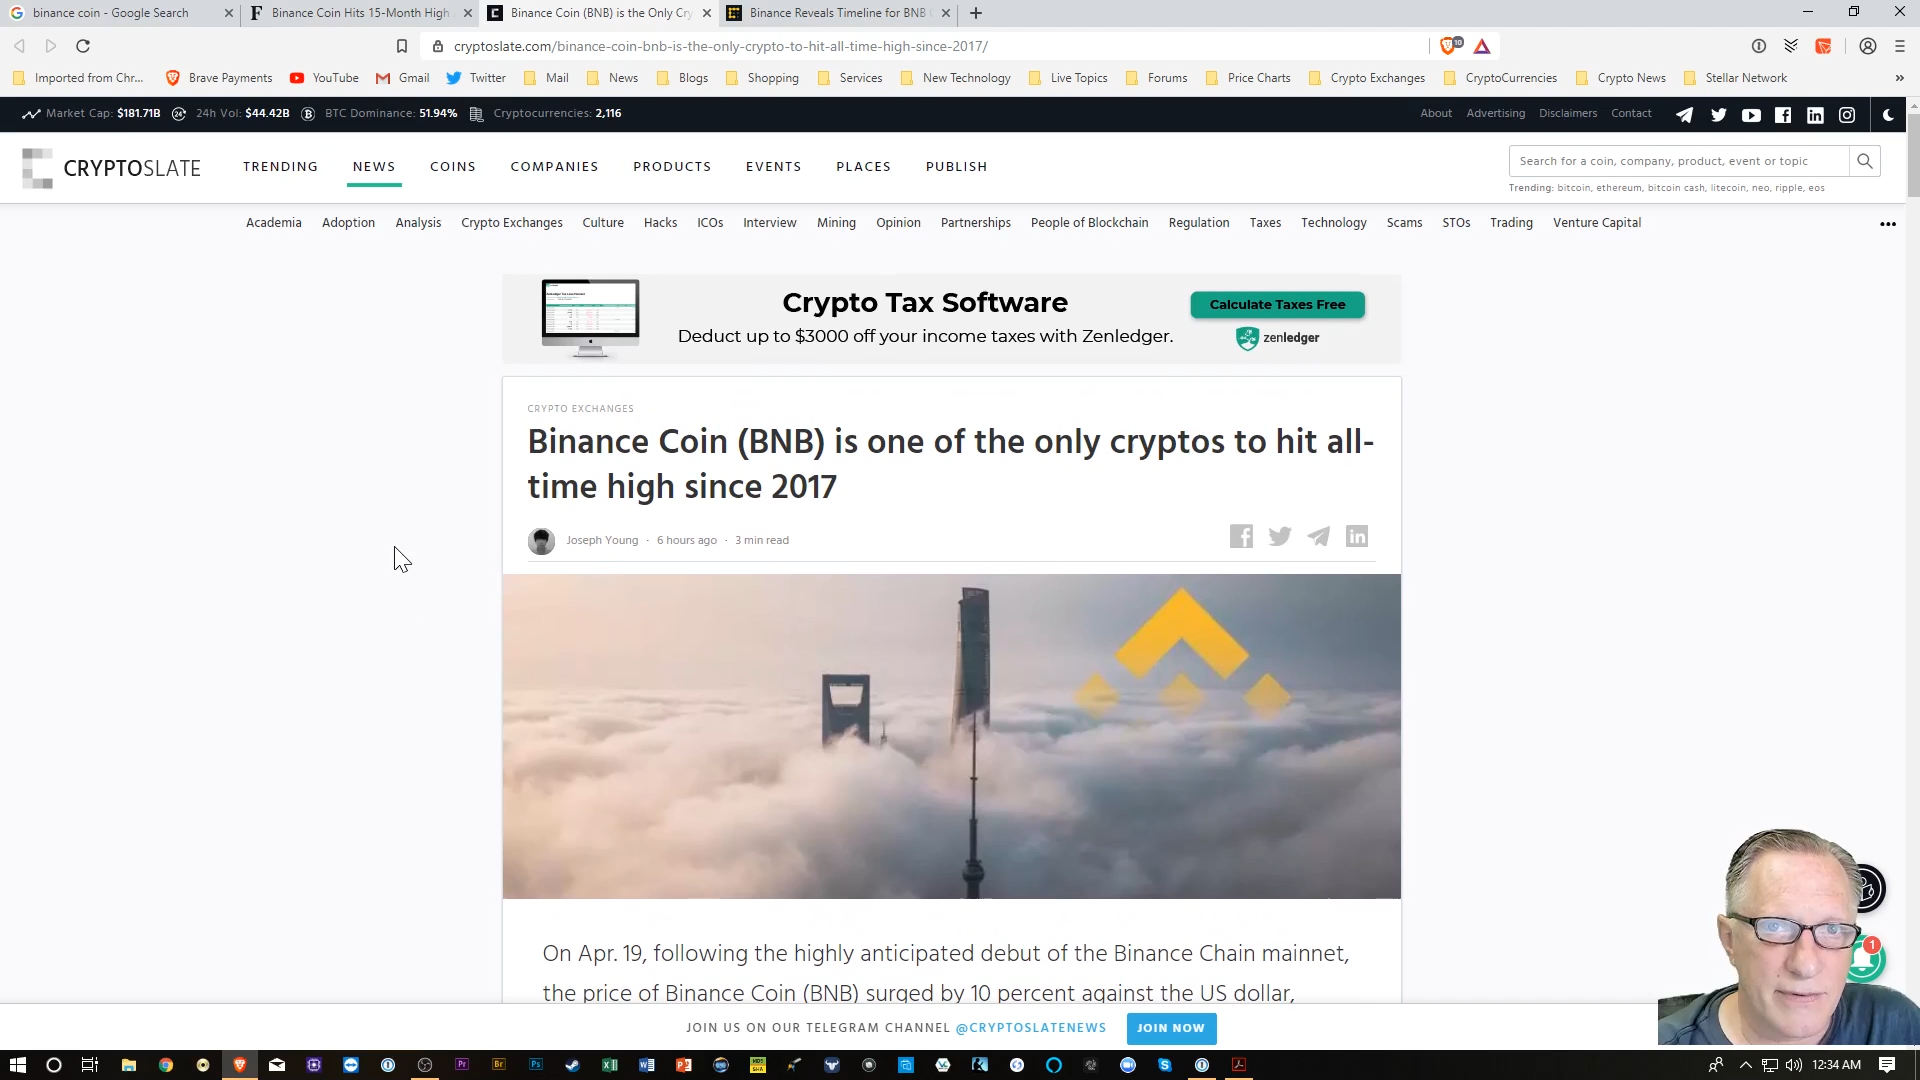 binance coin - Google Search
Binance Coin Hits 15-Month High
Binance Coin (BNB) is the Only Cry
Binance Reveals Timeline for BNB
cryptoslate.com/binance-coin-bnb-is-the-only-crypto-to-hit-all-time-high-since-2017/
10
Imported from Chr...
Brave Payments
YouTube
Gmail
Twitter
Mail
News
Blogs
Shopping
Services
New Technology
Live Topics
Forums
Price Charts
Crypto Exchanges
CryptoCurrencies
Crypto News
Stellar Network
»
Market Cap: $181.71B
24h Vol: $44.42B
BTC Dominance: 51.94%
Cryptocurrencies: 2,116
About
Advertising
Disclaimers
Contact
CRYPTOSLATE
TRENDING
NEWS
COINS
COMPANIES
PRODUCTS
EVENTS
PLACES
PUBLISH
Search for a coin, company, product, event or topic
Trending: bitcoin, ethereum, bitcoin cash, litecoin, neo, ripple, eos
Academia
Adoption
Analysis
Crypto Exchanges
Culture
Hacks
ICOs
Interview
Mining
Opinion
Partnerships
People of Blockchain
Regulation
Taxes
Technology
Scams
STOs
Trading
Venture Capital
Crypto Tax Software
Deduct up to $3000 off your income taxes with Zenledger.
Calculate Taxes Free
zenledger
CRYPTO EXCHANGES
Binance Coin (BNB) is one of the only cryptos to hit all-
time high since 2017
Joseph Young · 6 hours ago · 3 min read
On Apr. 19, following the highly anticipated debut of the Binance Chain mainnet,
the price of Binance Coin (BNB) surged by 10 percent against the US dollar,
1
JOIN US ON OUR TELEGRAM CHANNEL @CRYPTOSLATENEWS
JOIN NOW
Pr
Br
Ps
12:34 AM